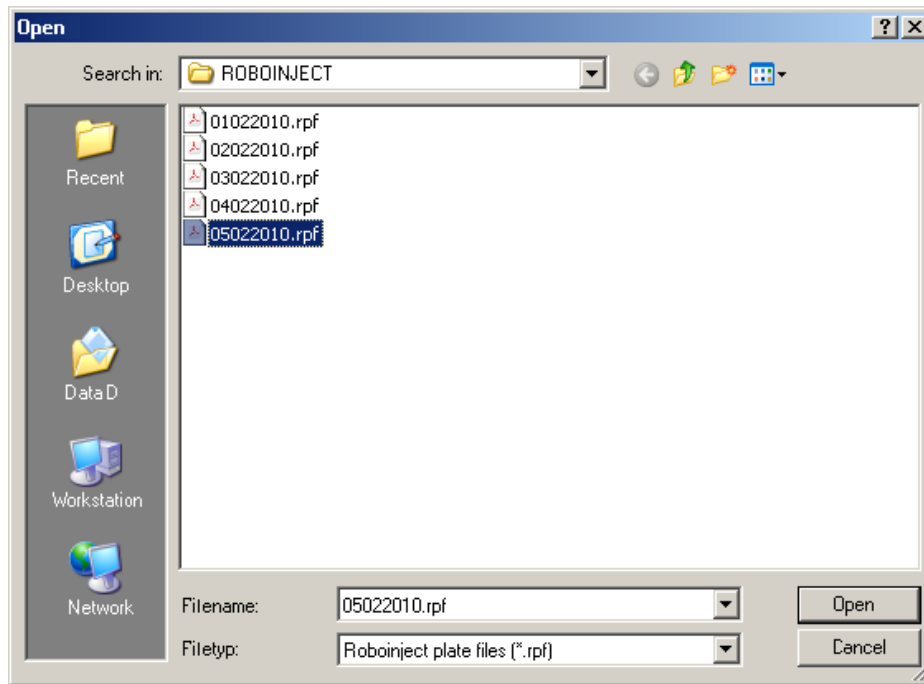 Open
Search in: ROBOINJECT
01022010.rpf
02022010.rpf
03022010.rpf
04022010.rpf
05022010.rpf
Recent
Desktop
Data D
Workstation
Network
Filename: 05022010.rpf Open
Filetyp: Roboinject plate files (*.rpf) Cancel